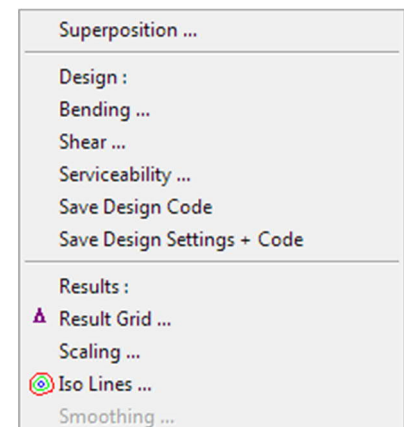 Superposition ...
Design :
Bending ...
Shear ...
Serviceability ...
Save Design Code
Save Design Settings + Code
Results :
Result Grid ...
Scaling ...
Iso Lines ...
Smoothing ...